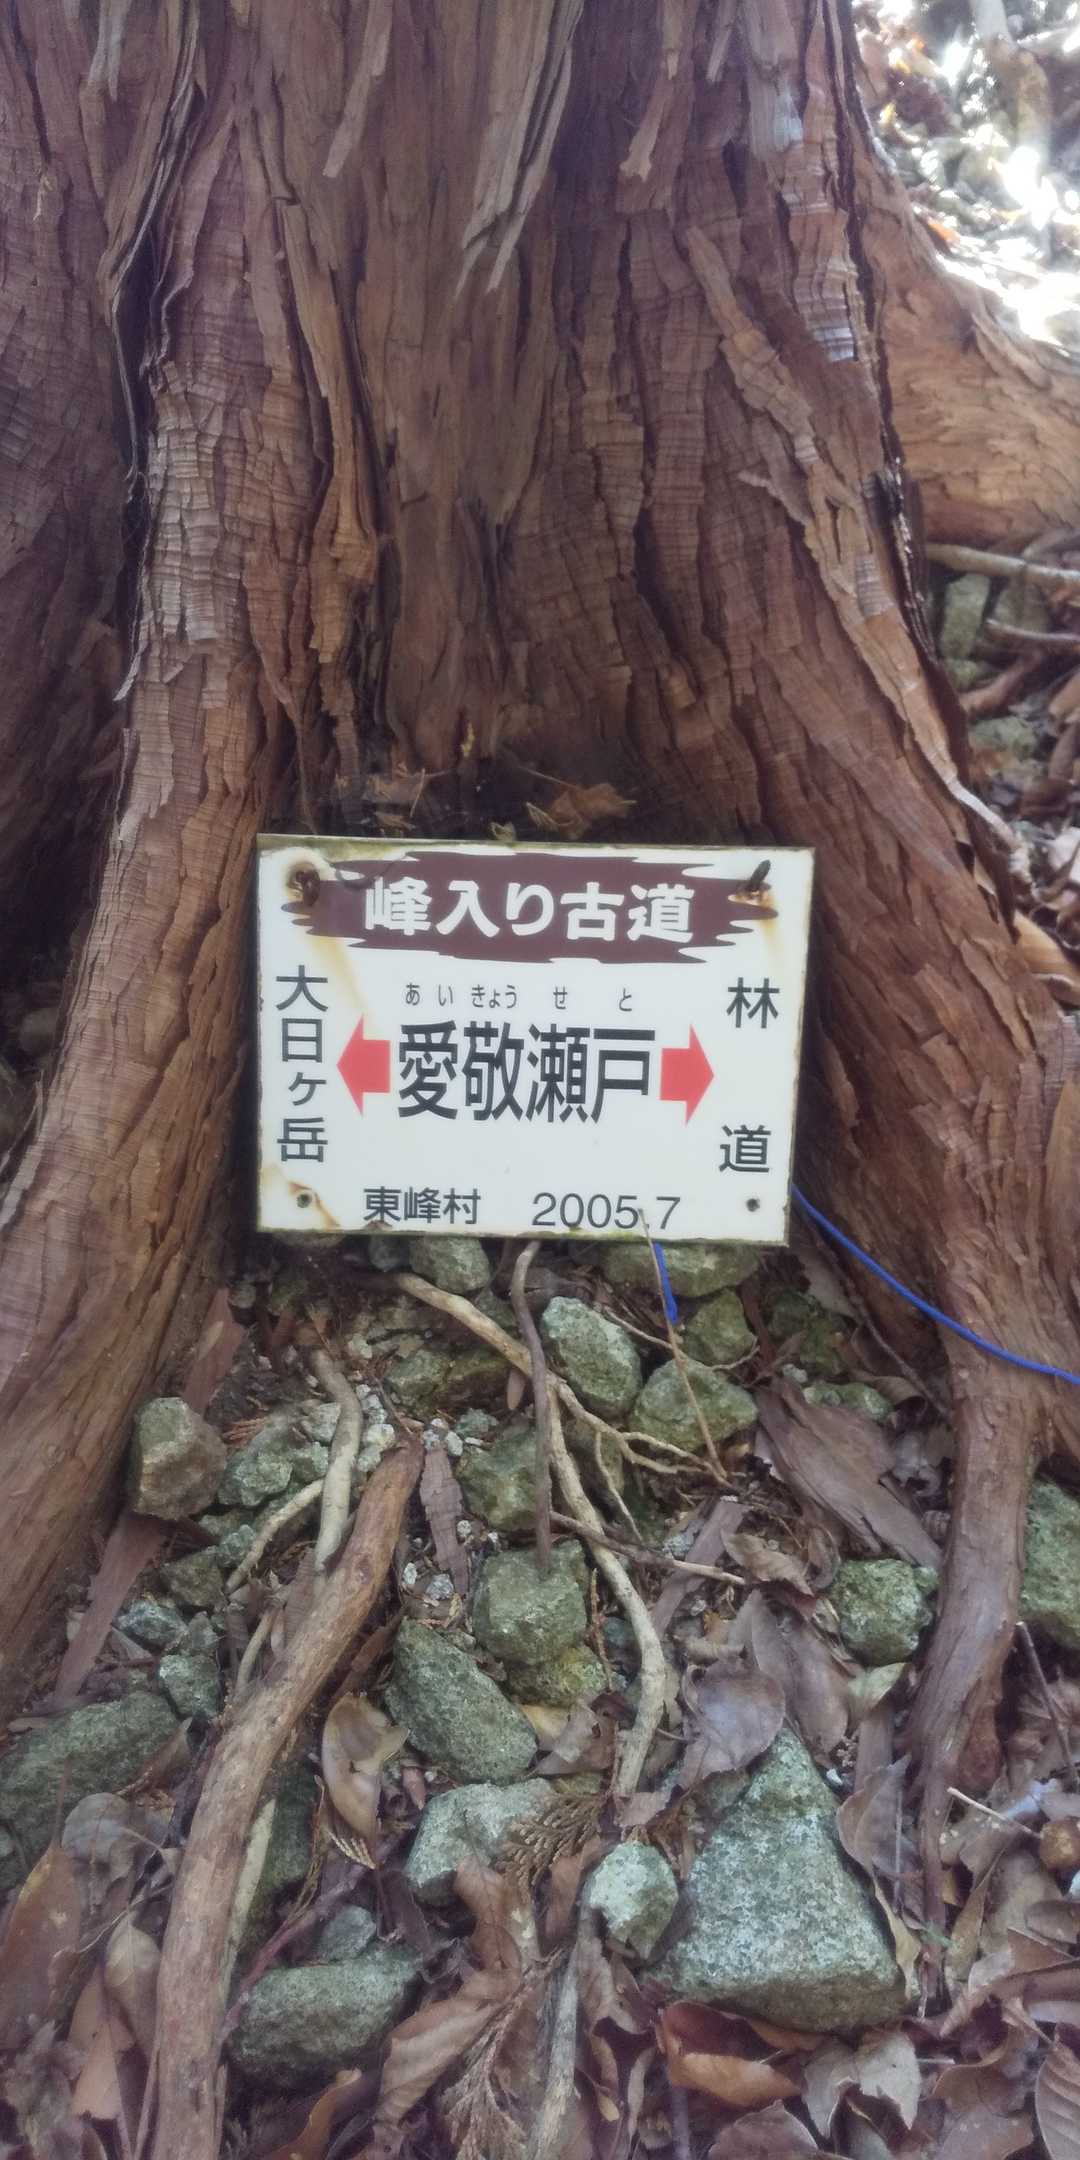 峰入り古道
大日ヶ岳
あいきょうせと
愛敬瀬戸
林道
東峰村 2005.7